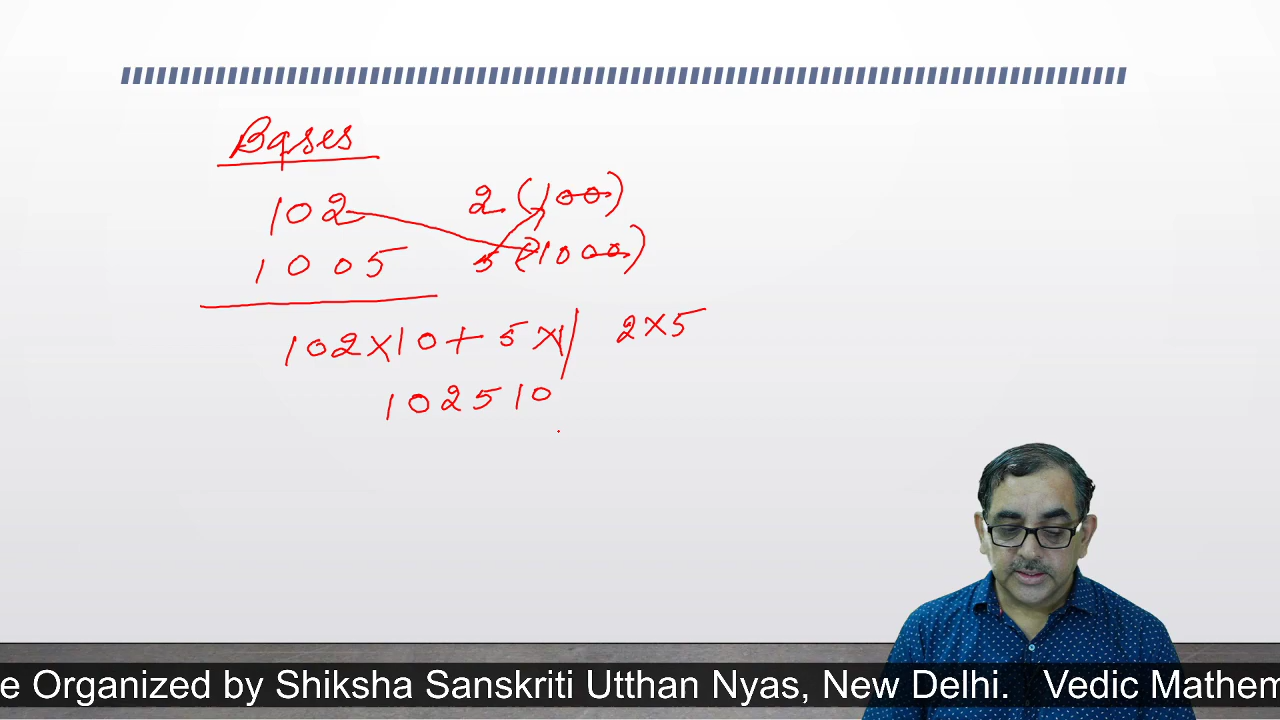 Bases
102 2 (100)
1005 5 (1000)
102×10+5×1/ 2×5
102510
e Organized by Shiksha Sanskriti Utthan Nyas, New Delhi. Vedic Mathem